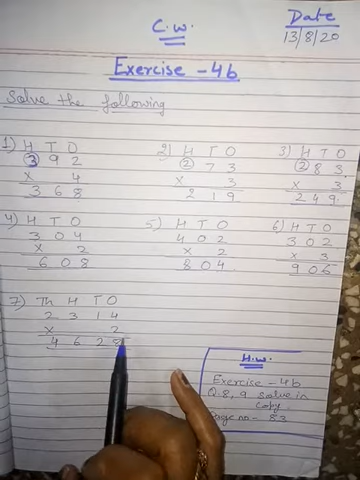 C.W.
Date
13/8/20
Exercise - 4b
Solve the following
1) H T O
3 9 2
x 4
3 6 8
2) H T O
2 7 3
x 3
2 1 9
3) H T O
2 8 3
x 3
2 4 9
4) H T O
3 0 4
x 2
6 0 8
5) H T O
4 0 2
x 2
8 0 4
6) H T O
3 0 2
x 3
9 0 6
7) Th H T O
2 3 1 4
x 2
4 6 2 8
H.W.
Exercise - 4b
Q.8, 9 solve in
copy.
Page no - 83